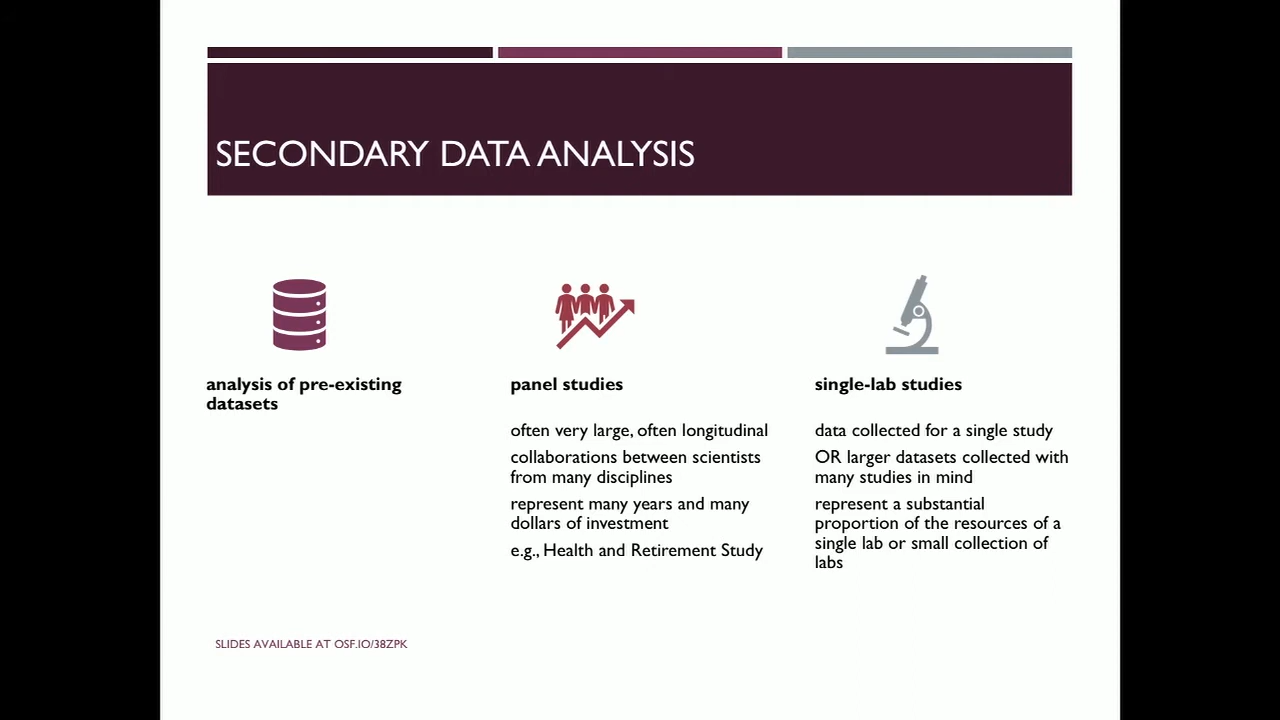 SECONDARY DATA ANALYSIS
analysis of pre-existing
datasets
panel studies
often very large, often longitudinal
collaborations between scientists
from many disciplines
represent many years and many
dollars of investment
e.g., Health and Retirement Study
single-lab studies
data collected for a single study
OR larger datasets collected with
many studies in mind
represent a substantial
proportion of the resources of a
single lab or small collection of
labs
SLIDES AVAILABLE AT OSF.IO/38ZPK